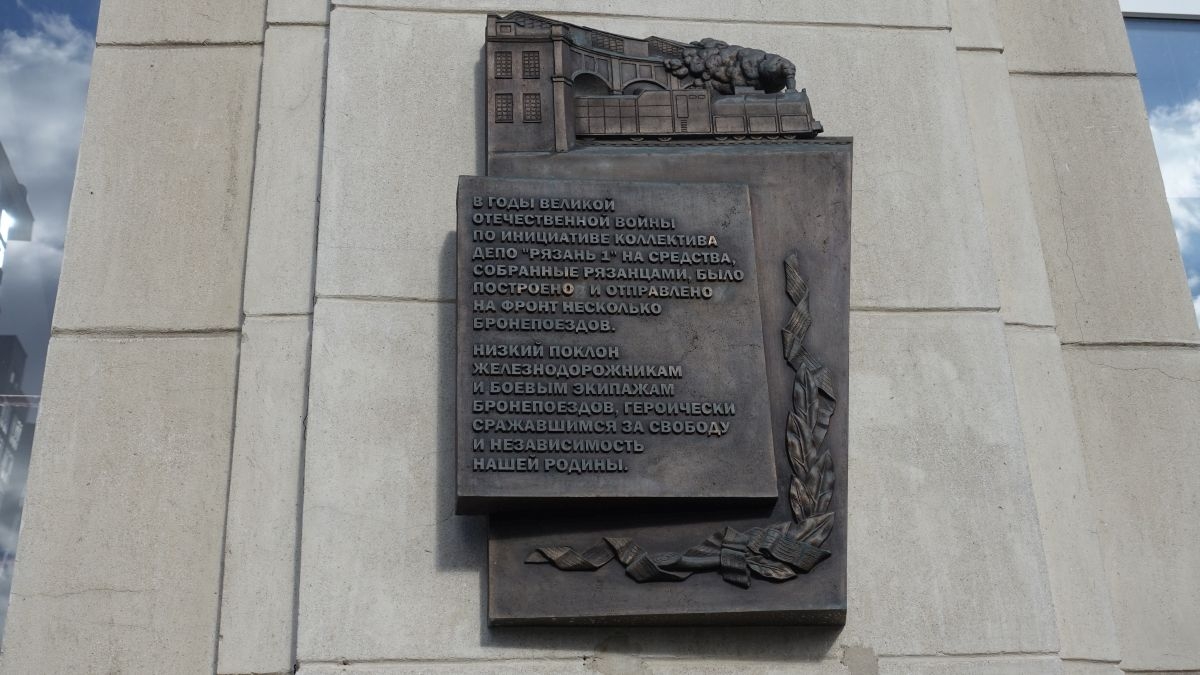 В ГОДЫ ВЕЛИКОЙ
ОТЕЧЕСТВЕННОЙ ВОЙНЫ
ПО ИНИЦИАТИВЕ КОЛЛЕКТИВА
ДЕПО "РЯЗАНЬ 1" НА СРЕДСТВА,
СОБРАННЫЕ РЯЗАНЦАМИ, БЫЛО
ПОСТРОЕНО И ОТПРАВЛЕНО
НА ФРОНТ НЕСКОЛЬКО
БРОНЕПОЕЗДОВ.
НИЗКИЙ ПОКЛОН
ЖЕЛЕЗНОДОРОЖНИКАМ
И БОЕВЫМ ЭКИПАЖАМ
БРОНЕПОЕЗДОВ, ГЕРОИЧЕСКИ
СРАЖАВШИМСЯ ЗА СВОБОДУ
И НЕЗАВИСИМОСТЬ
НАШЕЙ РОДИНЫ.